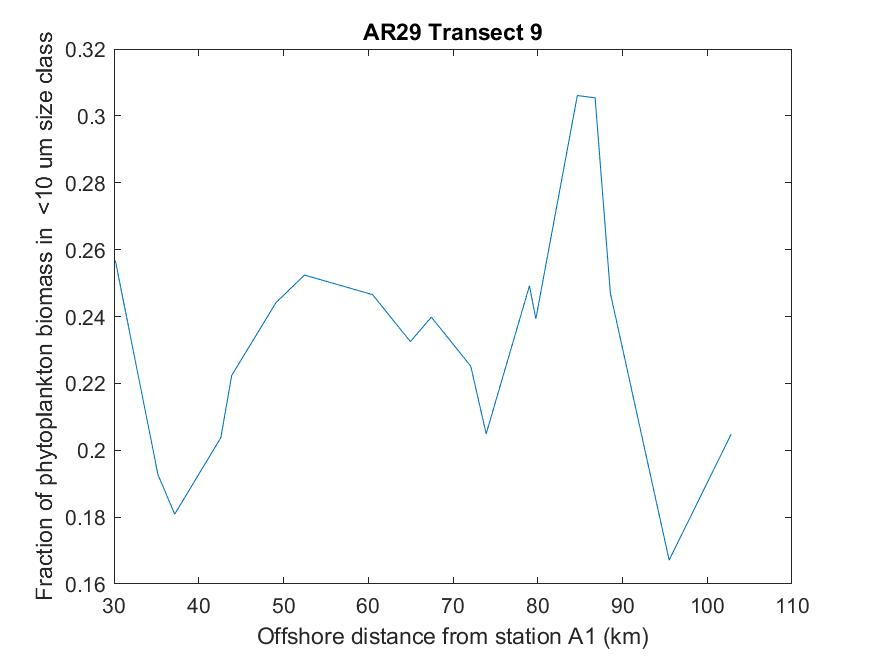 AR29 Transect 9
Fraction of phytoplankton biomass in  <10 um size class
0.32
0.3
0.28
0.26
0.24
0.22
0.2
0.18
0.16
30 40 50 60 70 80 90 100 110
Offshore distance from station A1 (km)